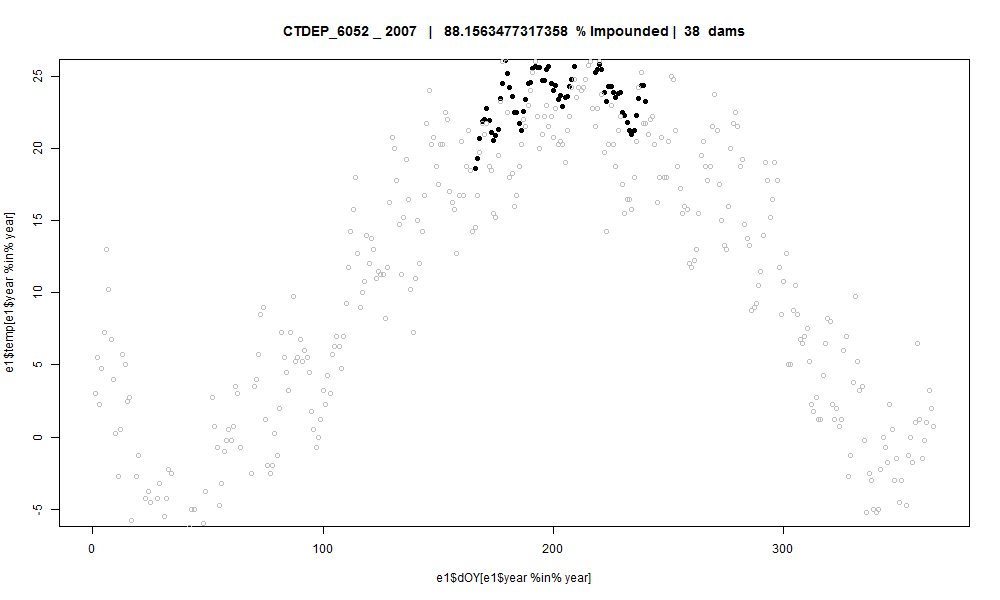 CTDEP_6052 _ 2007 | 88.1563477317358 % Impounded | 38 dams
e1$temp[e1$year %in% year]
25
20
15
10
5
0
-5
0 100 200 300
e1$dOY[e1$year %in% year]